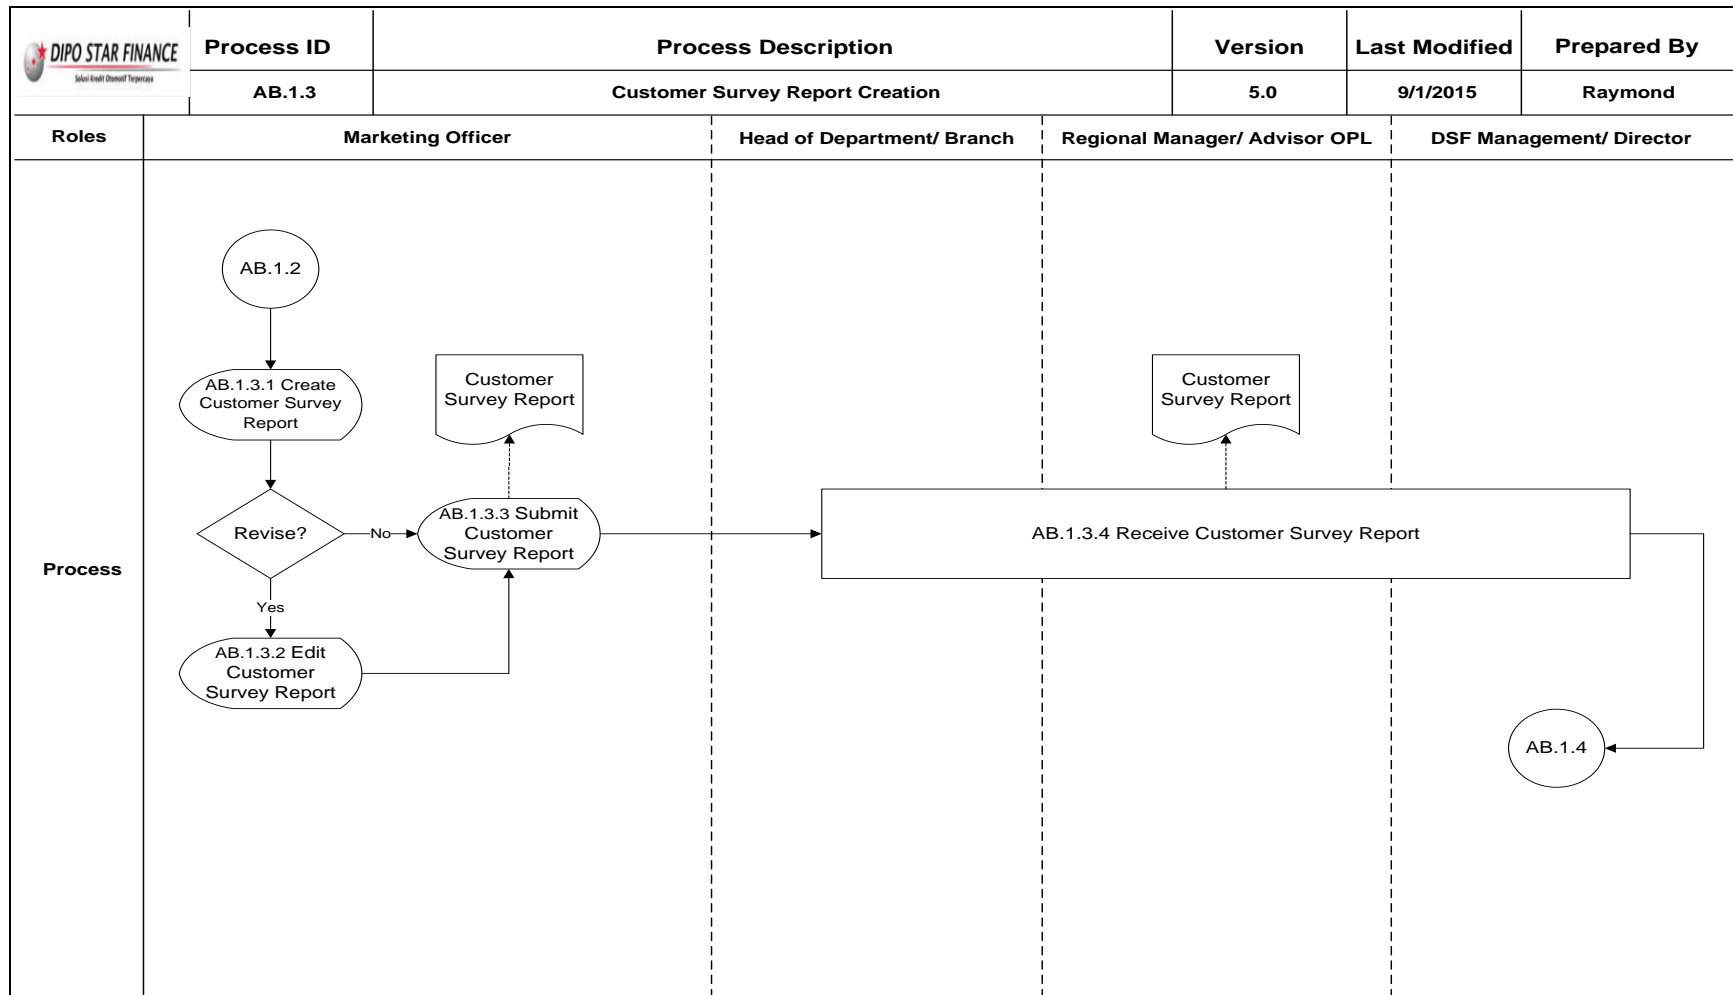 DIPO STAR FINANCE
Solusi Kredit Otomotif Terpercaya
Process ID
Process Description
Version
Last Modified
Prepared By
AB.1.3
Customer Survey Report Creation
5.0
9/1/2015
Raymond
Roles
Marketing Officer
Head of Department/ Branch
Regional Manager/ Advisor OPL
DSF Management/ Director
Process
AB.1.2
AB.1.3.1 Create
Customer Survey
Report
Customer
Survey Report
Customer
Survey Report
Revise?
No
AB.1.3.3 Submit
Customer
Survey Report
AB.1.3.4 Receive Customer Survey Report
Yes
AB.1.3.2 Edit
Customer
Survey Report
AB.1.4